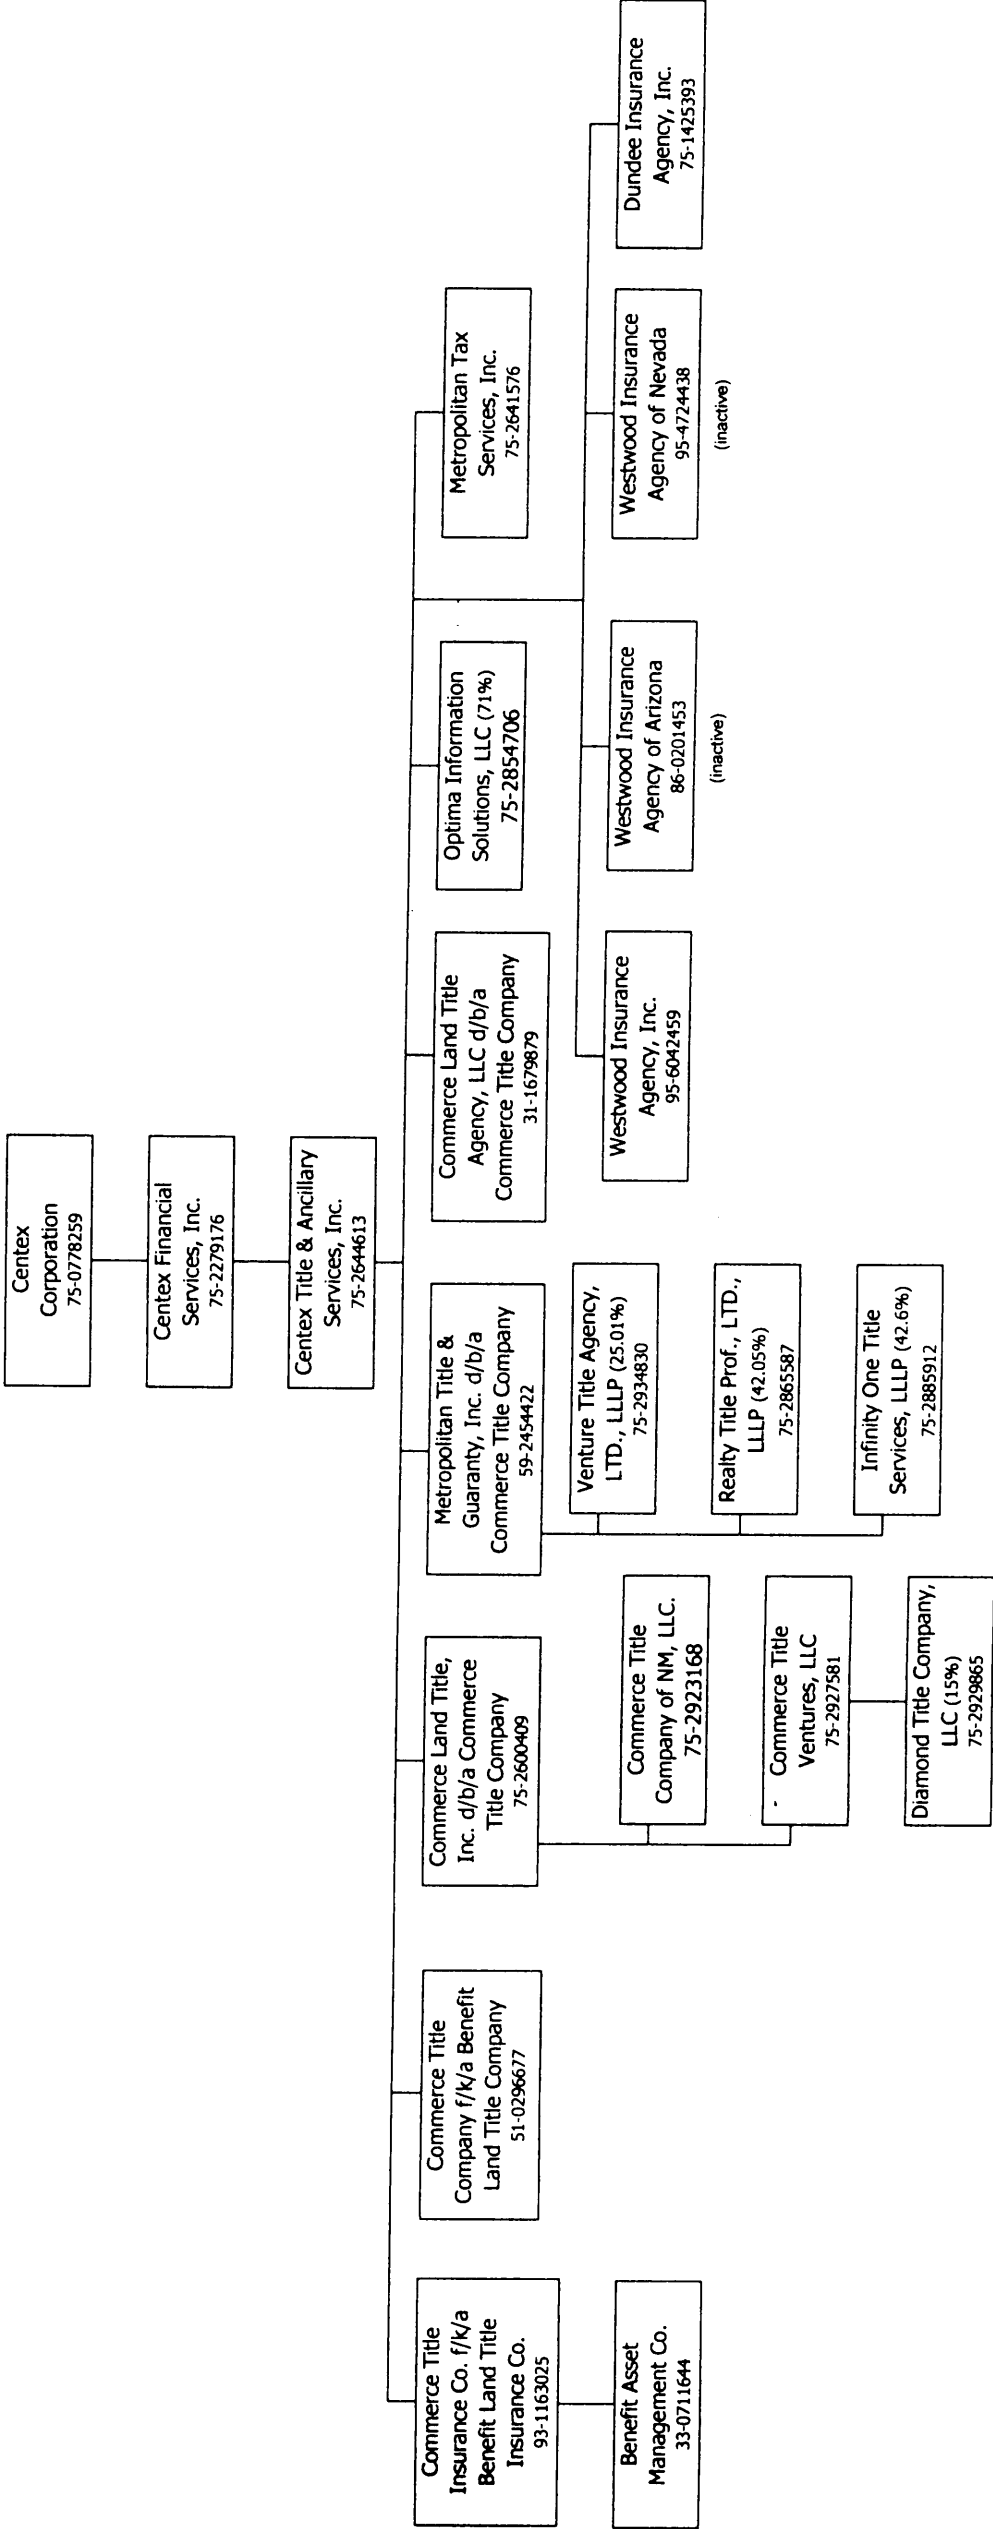 Centex
Corporation
75-0778259
Centex Financial
Services, Inc.
75-2279176
Centex Title & Ancillary
Services, Inc.
75-2644613
Commerce Title
Insurance Co. f/k/a
Benefit Land Title
Insurance Co.
93-1163025
Commerce Title
Company f/k/a Benefit
Land Title Company
51-0296677
Commerce Land Title,
Inc. d/b/a Commerce
Title Company
75-2600409
Metropolitan Title &
Guaranty, Inc. d/b/a
Commerce Title Company
59-2454422
Commerce Land Title
Agency, LLC d/b/a
Commerce Title Company
31-1679879
Optima Information
Solutions, LLC (71%)
75-2854706
Metropolitan Tax
Services, Inc.
75-2641576
Benefit Asset
Management Co.
33-0711644
Commerce Title
Company of NM, LLC.
75-2923168
Commerce Title
Ventures, LLC
75-2927581
Diamond Title Company,
LLC (15%)
75-2929865
Venture Title Agency,
LTD., LLLP (25.01%)
75-2934830
Realty Title Prof., LTD.,
LLLP (42.05%)
75-2865587
Infinity One Title
Services, LLLP (42.6%)
75-2885912
Westwood Insurance
Agency, Inc.
95-6042459
Westwood Insurance
Agency of Arizona
86-0201453
(inactive)
Westwood Insurance
Agency of Nevada
95-4724438
(inactive)
Dundee Insurance
Agency, Inc.
75-1425393